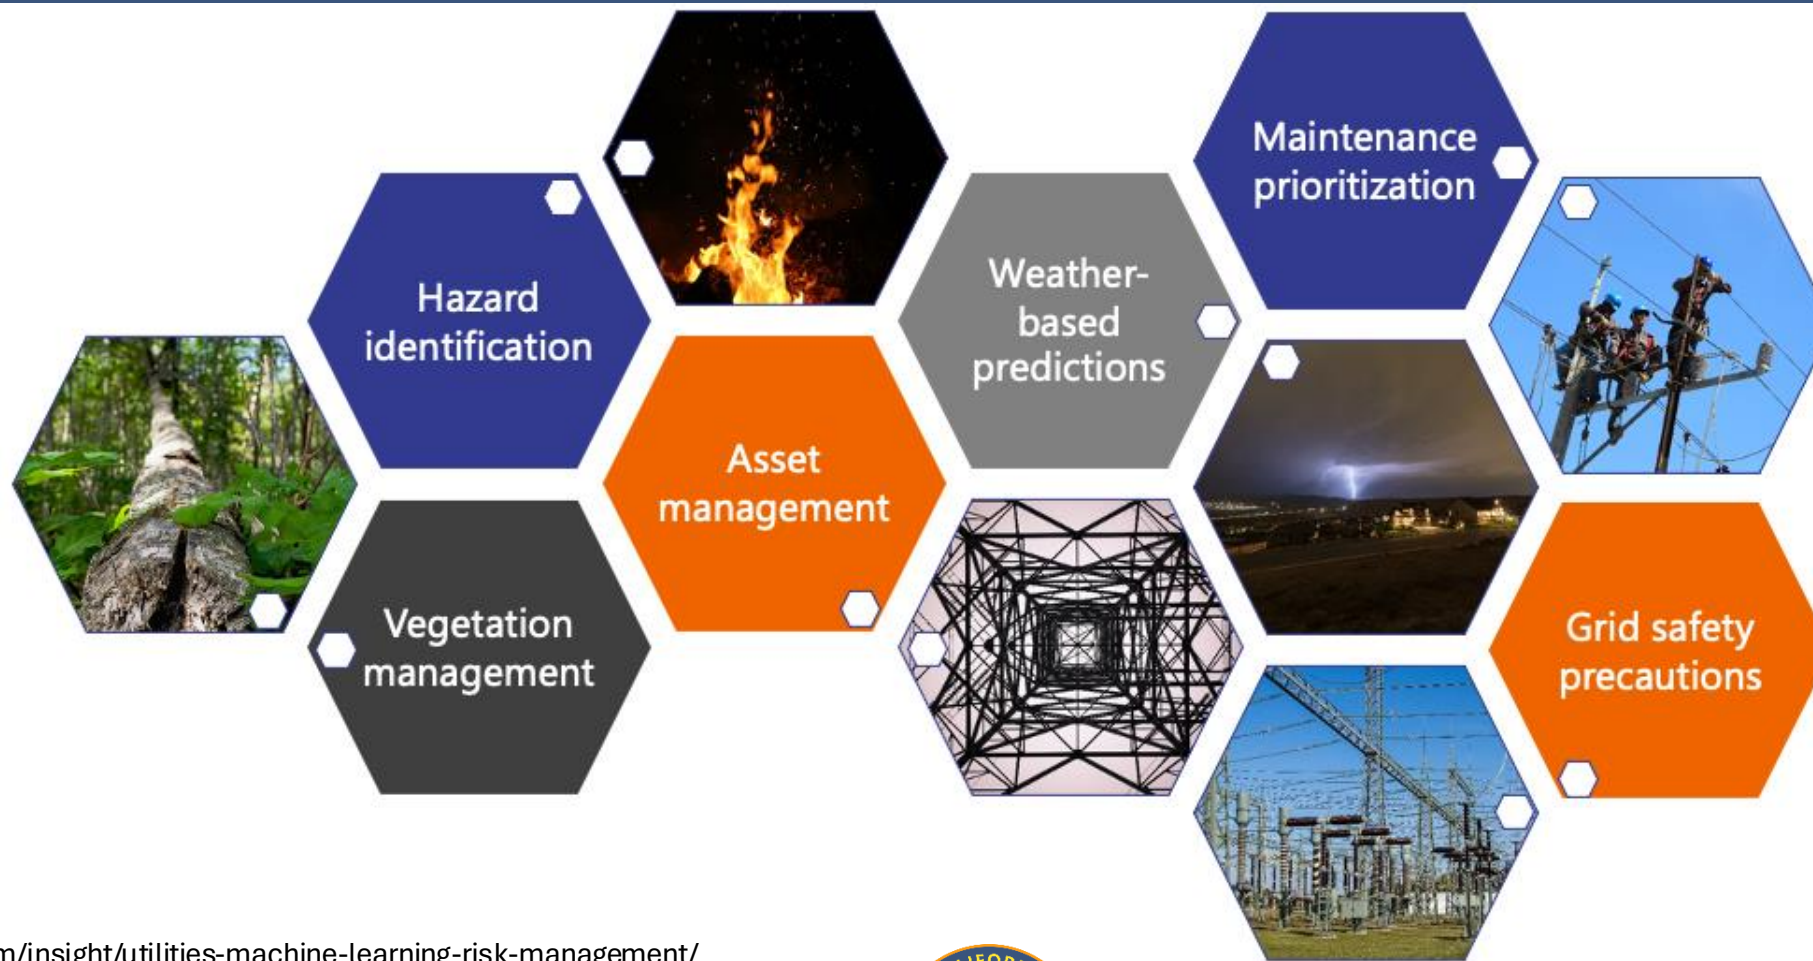 Hazard
identification
Vegetation
management
Asset
management
Weather-
based
predictions
Maintenance
prioritization
Grid safety
precautions
m/insight/utilities-machine-learning-risk-management/